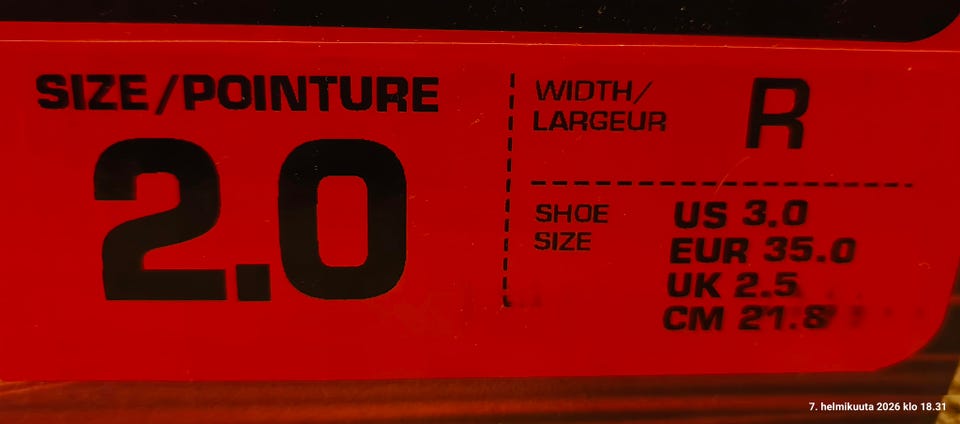 SIZE/POINTURE
2.0
WIDTH/
LARGEUR
R
SHOE
SIZE
US 3.0
EUR 35.0
UK 2.5
CM 21.8
7. helmikuuta 2026 klo 18.31